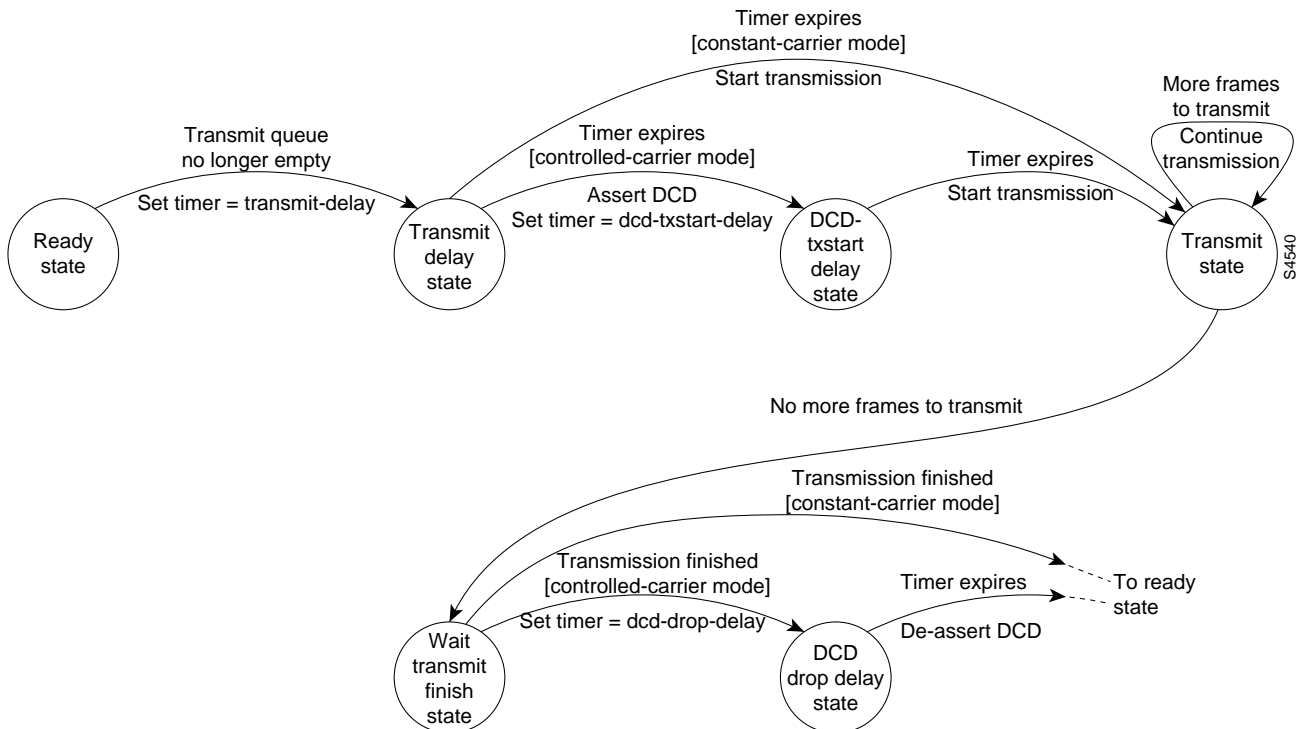 Timer expires
[constant-carrier mode]
Start transmission
More frames
to transmit
Continue
transmission
Transmit queue
no longer empty
Set timer = transmit-delay
Timer expires
[controlled-carrier mode]
Assert DCD
Set timer = dcd-txstart-delay
Timer expires
Start transmission
Ready
state
Transmit
delay
state
DCD-
txstart
delay
state
Transmit
state
S4540
No more frames to transmit
Transmission finished
[constant-carrier mode]
Transmission finished
[controlled-carrier mode]
Set timer = dcd-drop-delay
Timer expires
De-assert DCD
To ready
state
Wait
transmit
finish
state
DCD
drop delay
state